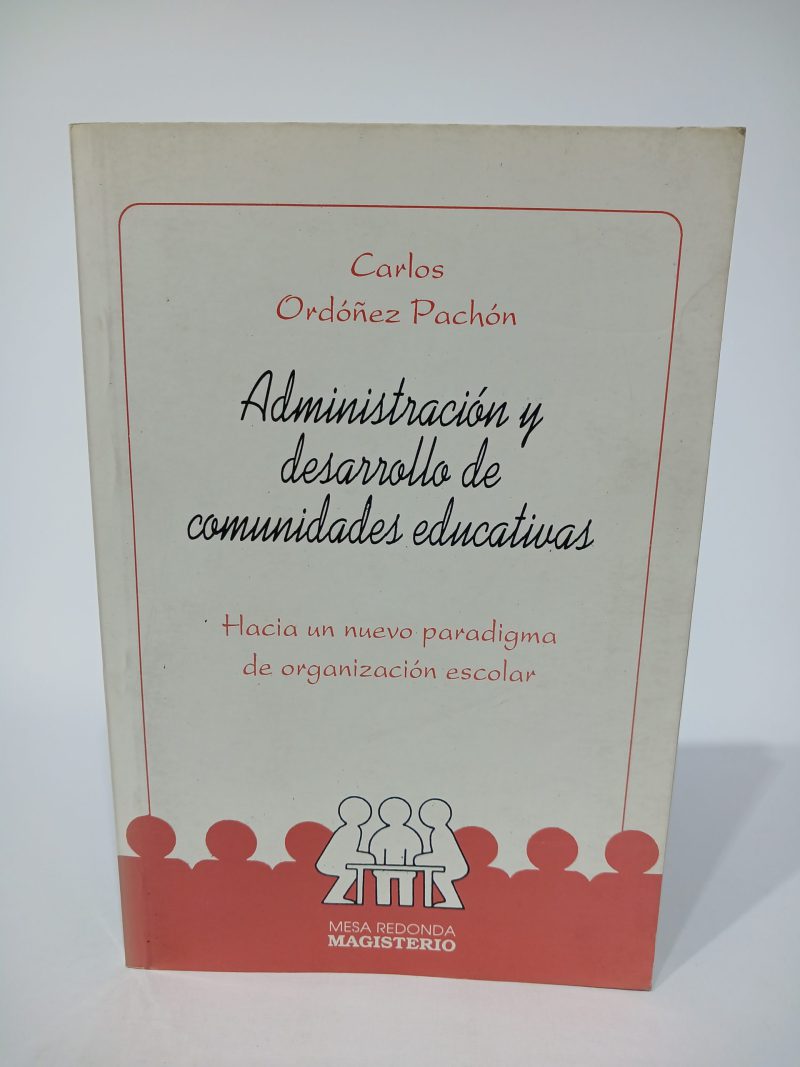 Carlos
Ordóñez Pachón
Administración y
desarrollo de
comunidades educativas
Hacia un nuevo paradigma
de organización escolar
MESA REDONDA
MAGISTERIO